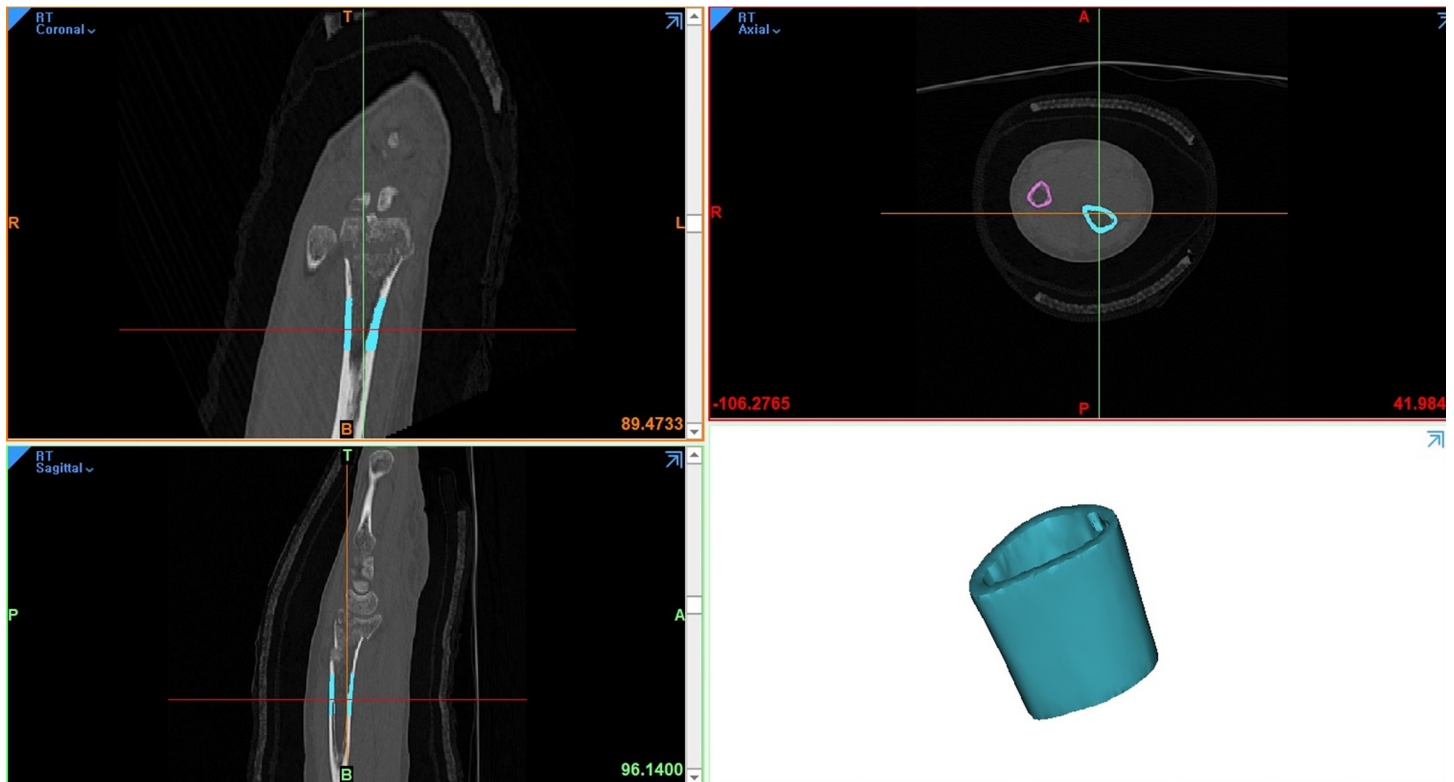 RT
Coronal
T
R
L
B
89.4733
RT
Axial
A
R
P
-106.2765
41.984
RT
Sagittal
T
P
A
B
96.1400